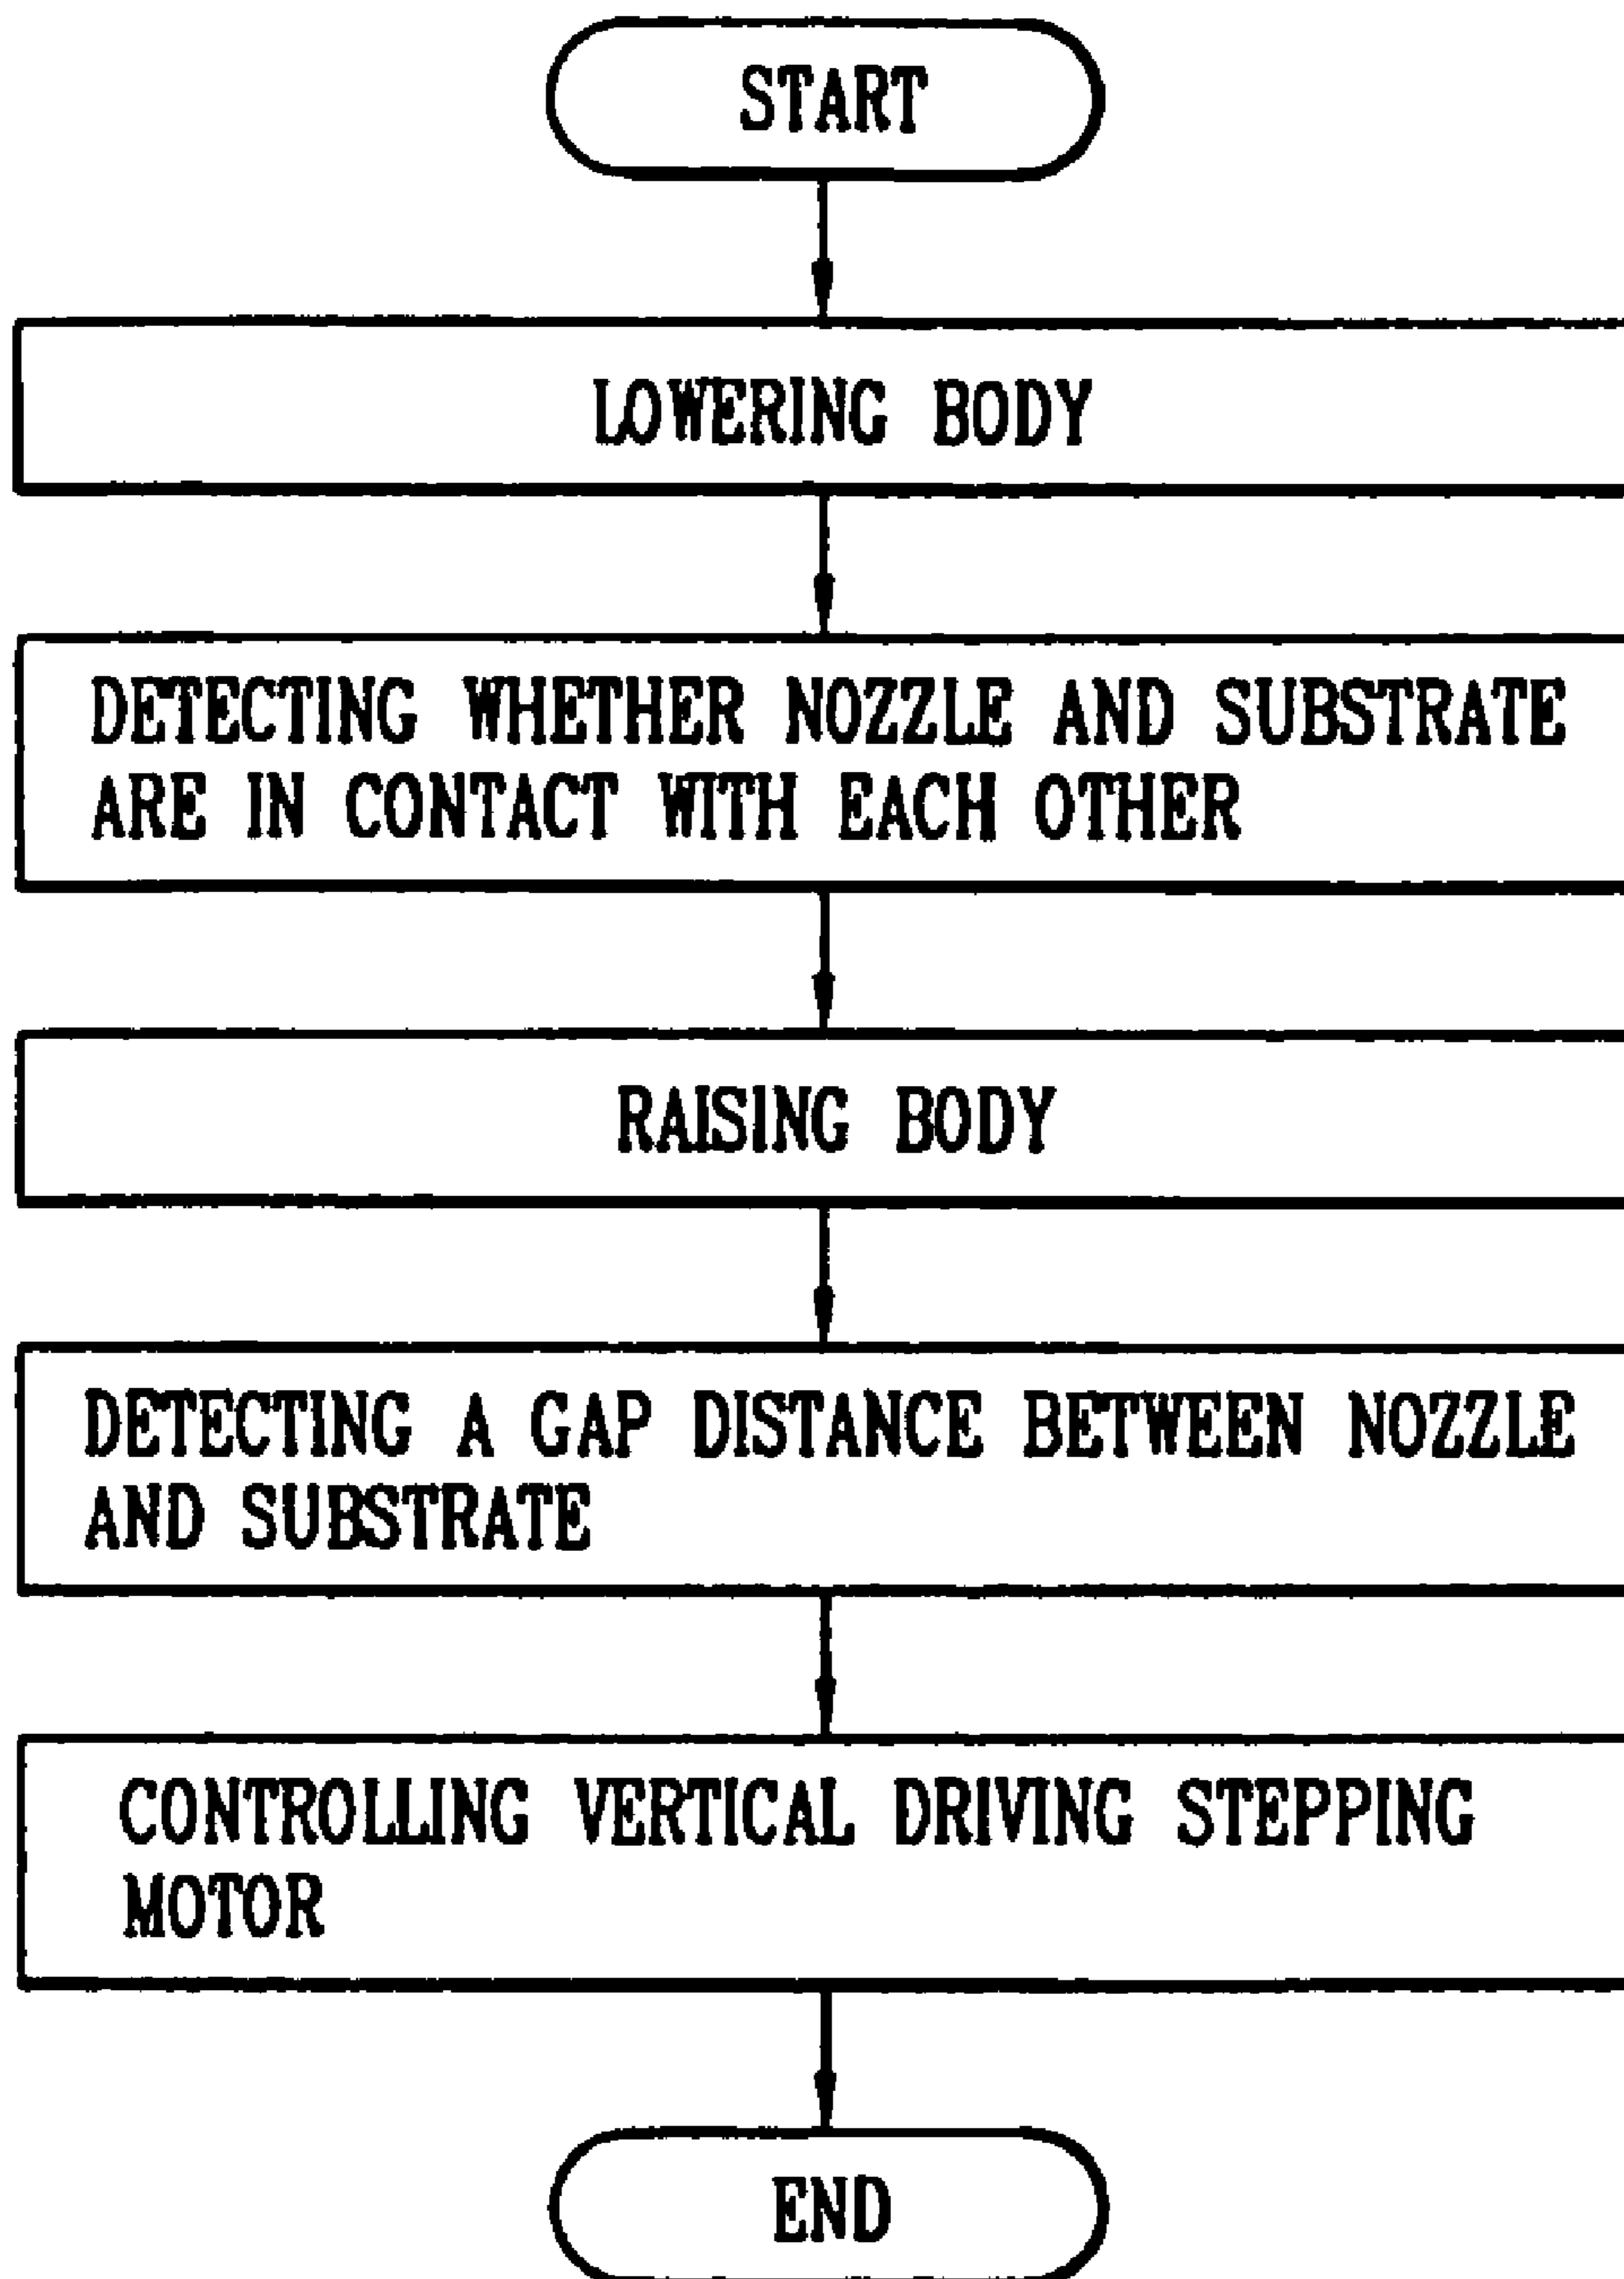 START
LOWERING BODY
DETECTING WHETHER NOZZLE AND SUBSTRATE
ARE IN CONTACT WITH EACH OTHER
RAISING BODY
DETECTING A GAP DISTANCE BETWEEN NOZZLE
AND SUBSTRATE
CONTROLLING VERTICAL DRIVING STEPPING
MOTOR
END